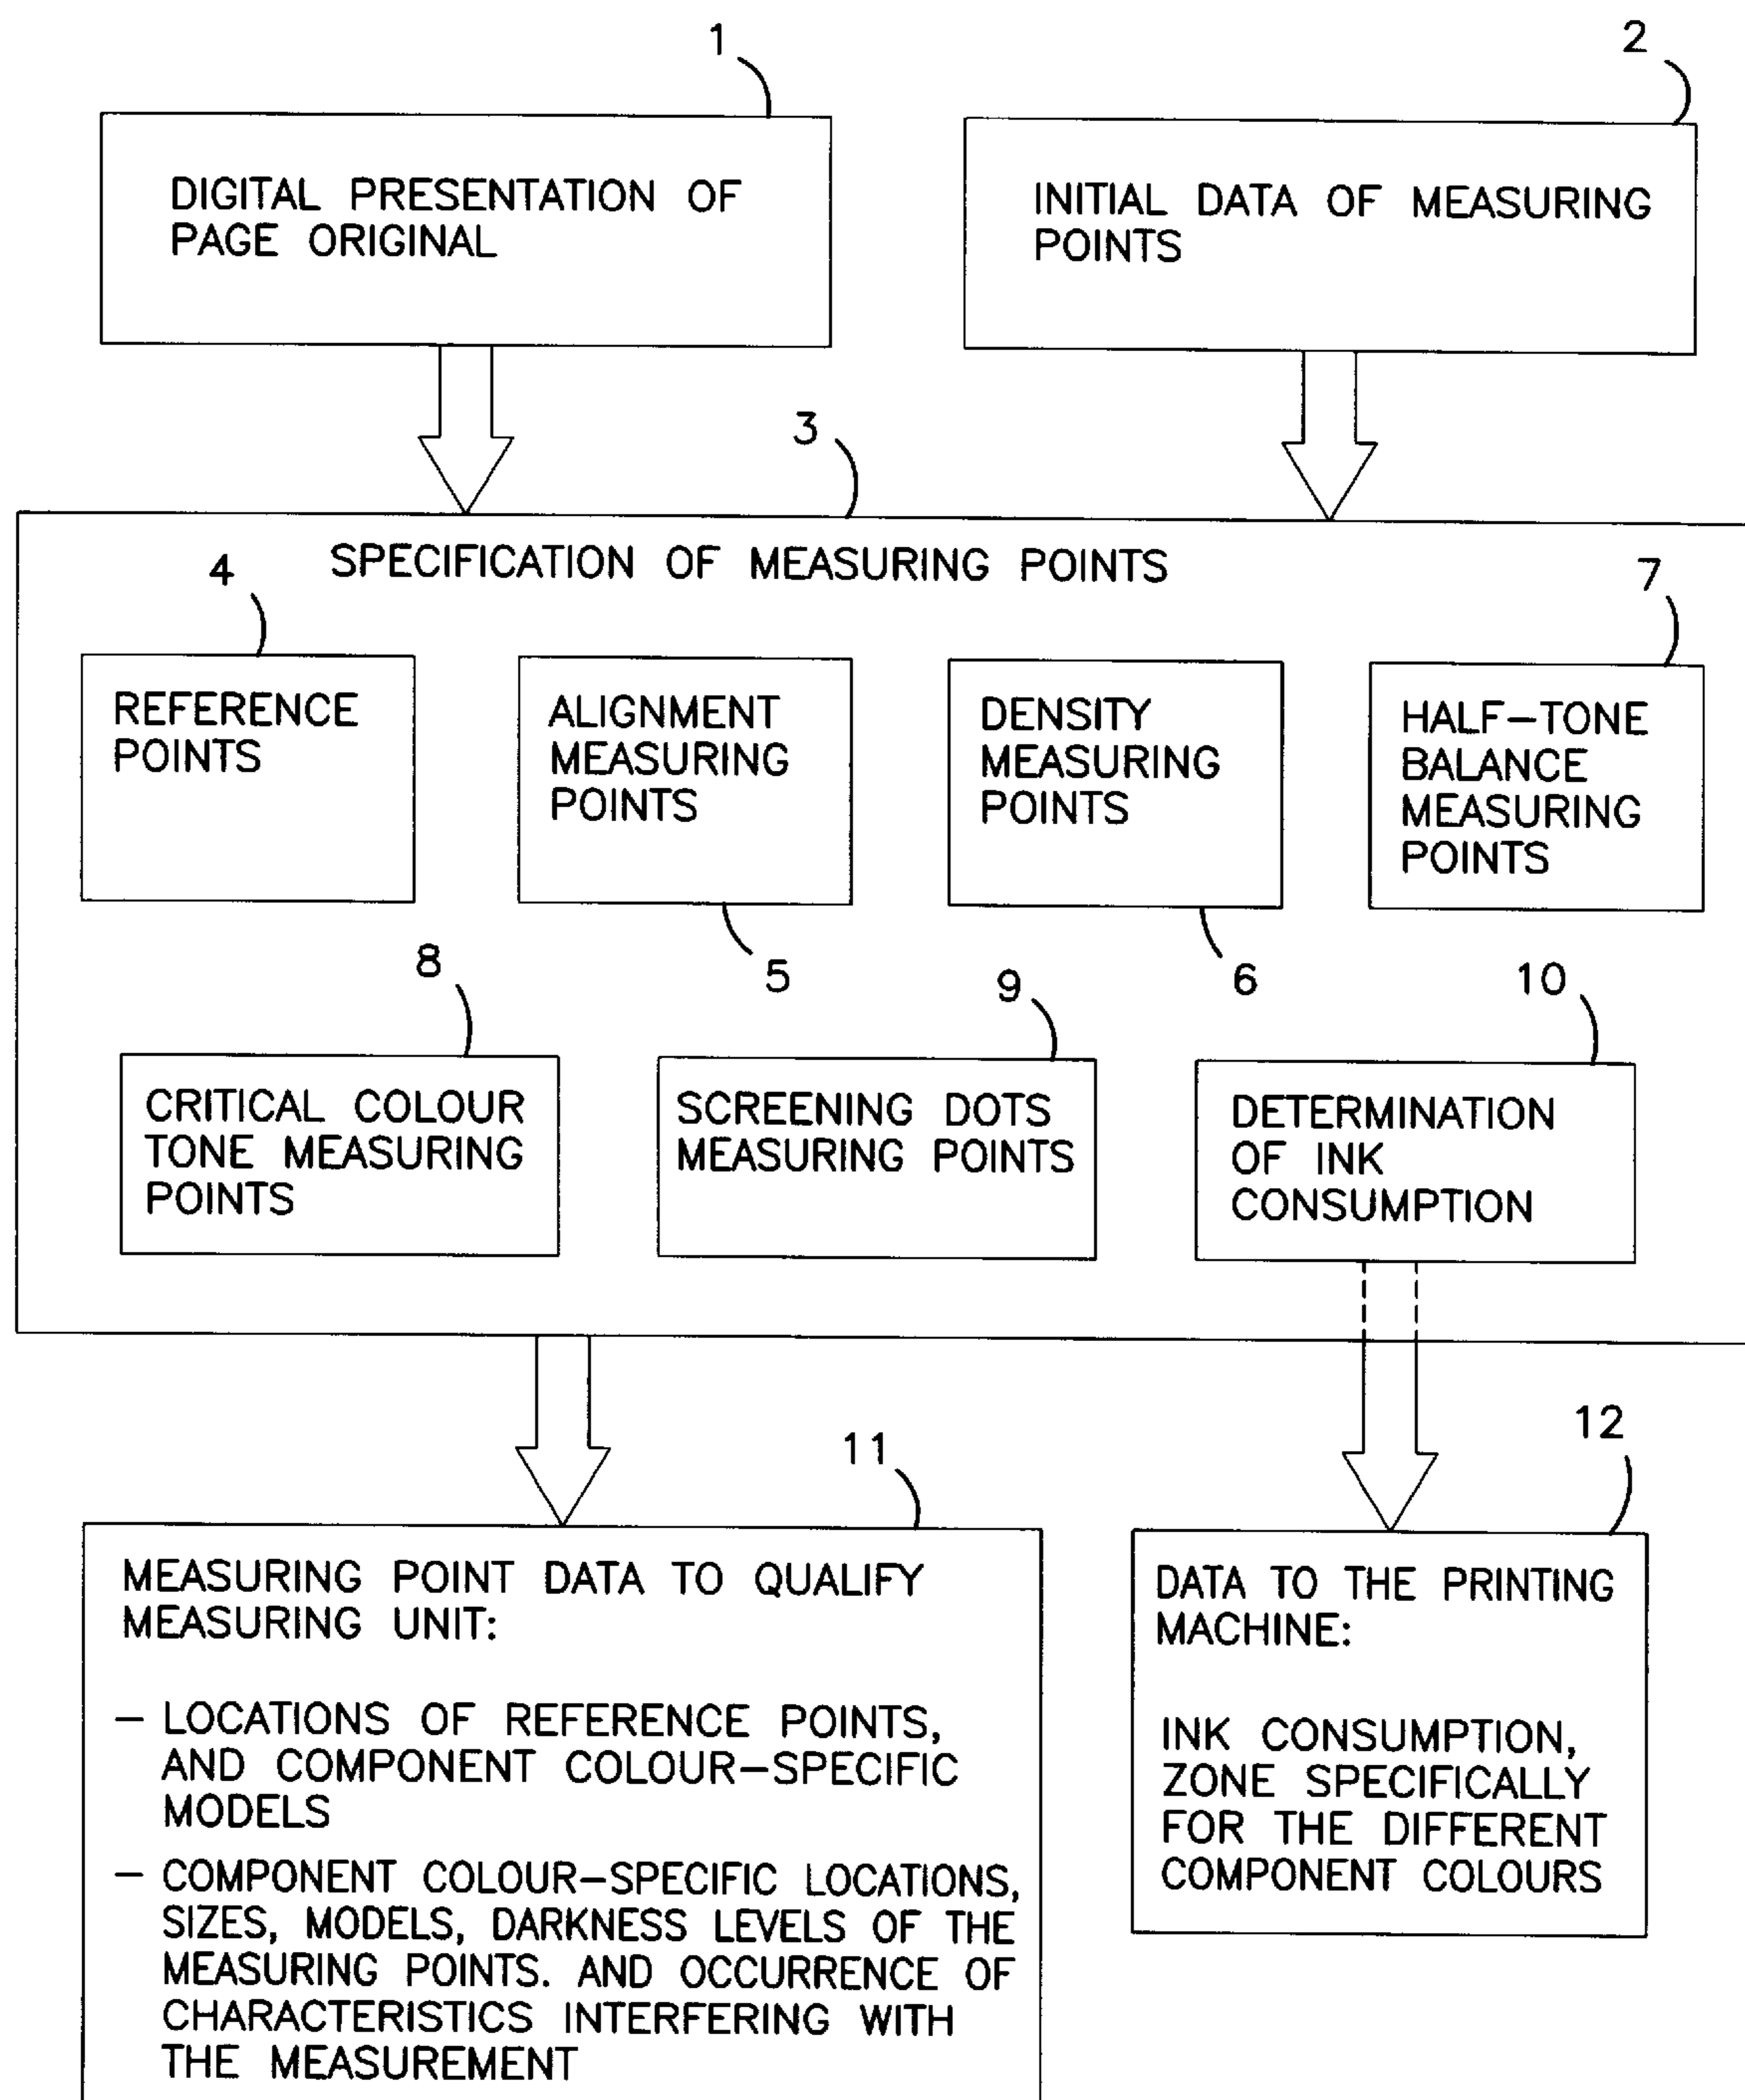 1
2
DIGITAL PRESENTATION OF
PAGE ORIGINAL
INITIAL DATA OF MEASURING
POINTS
3
SPECIFICATION OF MEASURING POINTS
4
7
REFERENCE
POINTS
ALIGNMENT
MEASURING
POINTS
DENSITY
MEASURING
POINTS
HALF-TONE
BALANCE
MEASURING
POINTS
5
6
8
9
10
CRITICAL COLOUR
TONE MEASURING
POINTS
SCREENING DOTS
MEASURING POINTS
DETERMINATION
OF INK
CONSUMPTION
11
12
MEASURING POINT DATA TO QUALIFY
MEASURING UNIT:
– LOCATIONS OF REFERENCE POINTS,
AND COMPONENT COLOUR-SPECIFIC
MODELS
– COMPONENT COLOUR-SPECIFIC LOCATIONS,
SIZES, MODELS, DARKNESS LEVELS OF THE
MEASURING POINTS. AND OCCURRENCE OF
CHARACTERISTICS INTERFERING WITH
THE MEASUREMENT
DATA TO THE PRINTING
MACHINE:
INK CONSUMPTION,
ZONE SPECIFICALLY
FOR THE DIFFERENT
COMPONENT COLOURS